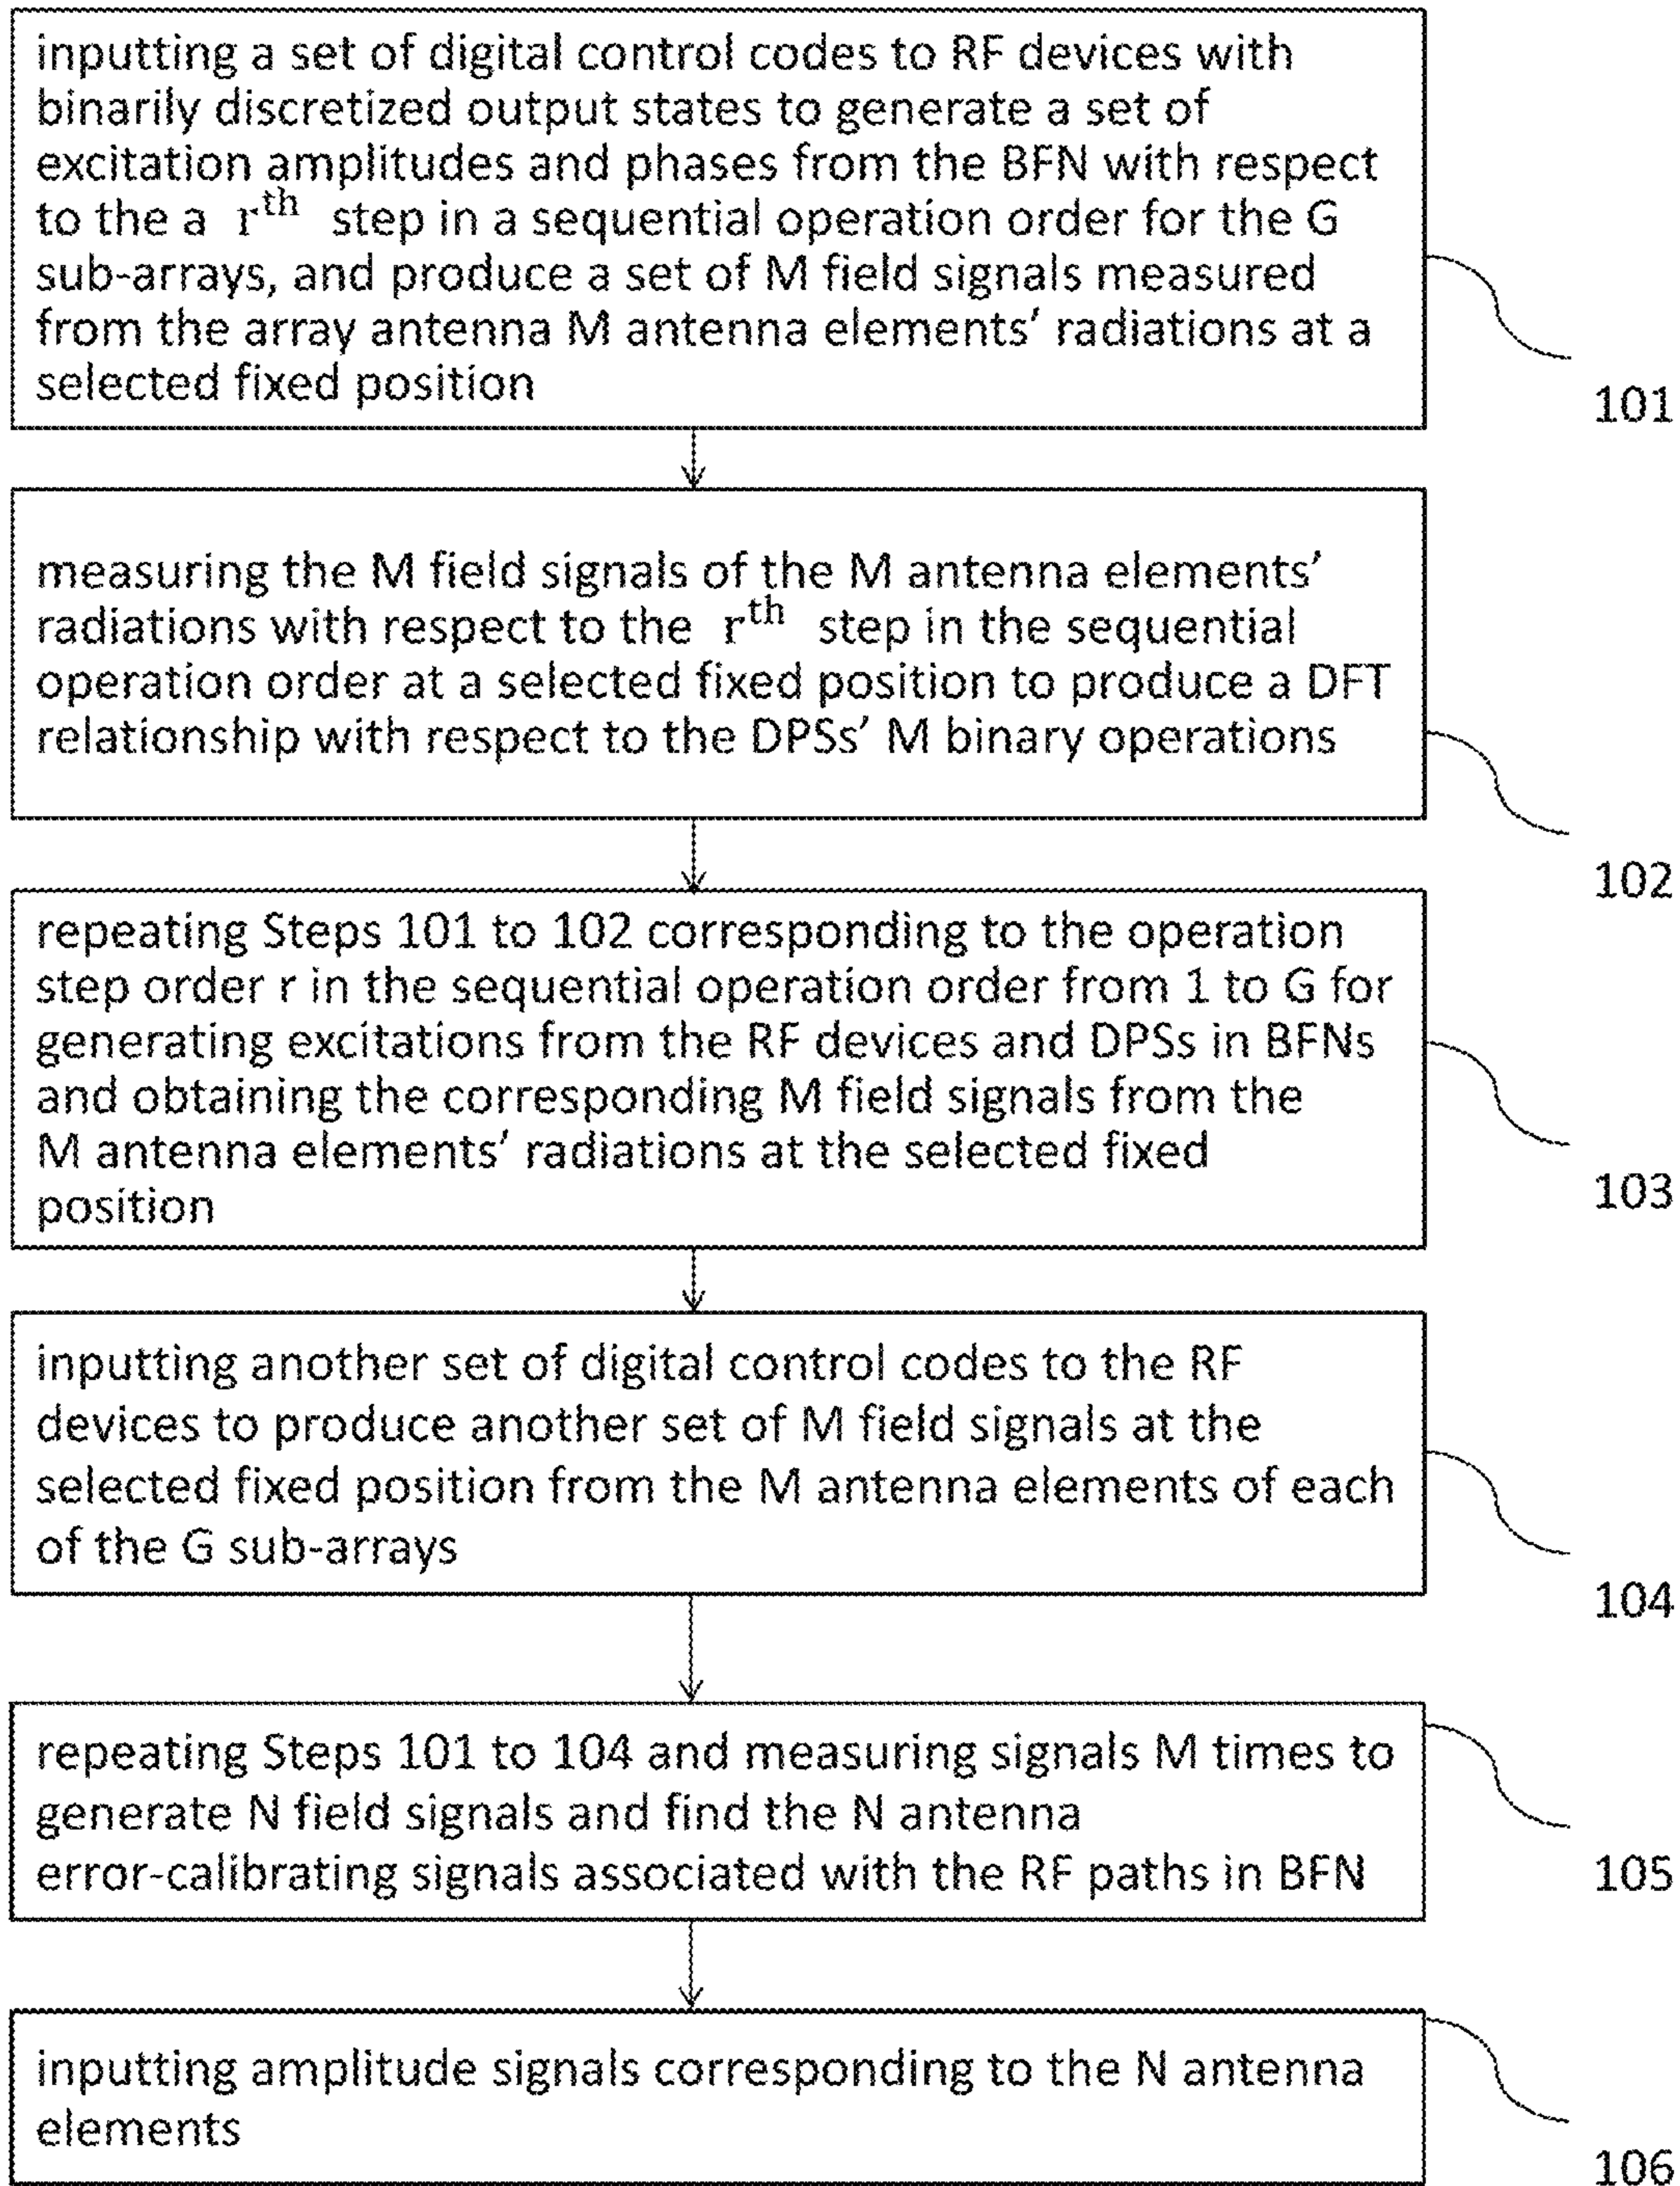 inputting a set of digital control codes to RF devices with
binarily discretized output states to generate a set of
excitation amplitudes and phases from the BFN with respect
to the a rth step in a sequential operation order for the G
sub-arrays, and produce a set of M field signals measured
from the array antenna M antenna elements' radiations at a
selected fixed position
101
measuring the M field signals of the M antenna elements'
radiations with respect to the rth step in the sequential
operation order at a selected fixed position to produce a DFT
relationship with respect to the DPSs' M binary operations
102
repeating Steps 101 to 102 corresponding to the operation
step order r in the sequential operation order from 1 to G for
generating excitations from the RF devices and DPSs in BFNs
and obtaining the corresponding M field signals from the
M antenna elements' radiations at the selected fixed
position
103
inputting another set of digital control codes to the RF
devices to produce another set of M field signals at the
selected fixed position from the M antenna elements of each
of the G sub-arrays
104
repeating Steps 101 to 104 and measuring signals M times to
generate N field signals and find the N antenna
error-calibrating signals associated with the RF paths in BFN
105
inputting amplitude signals corresponding to the N antenna
elements
106